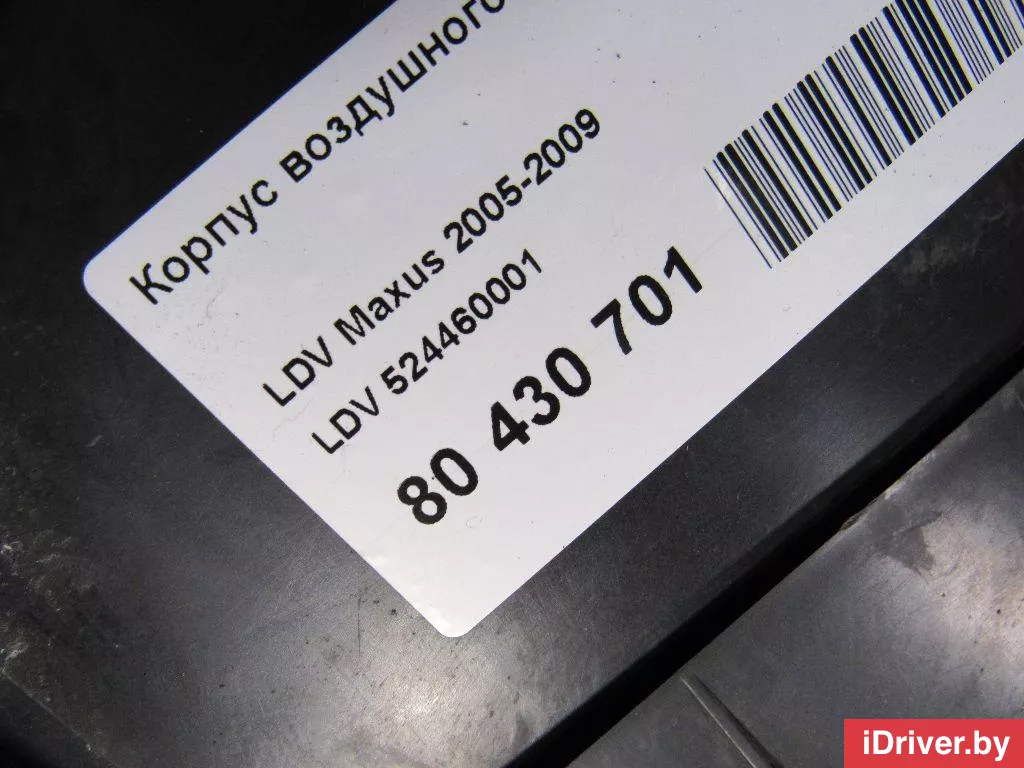 Корпус воздушного
LDV Maxus 2005-2009
LDV 524460001
80 430 701
iDriver.by